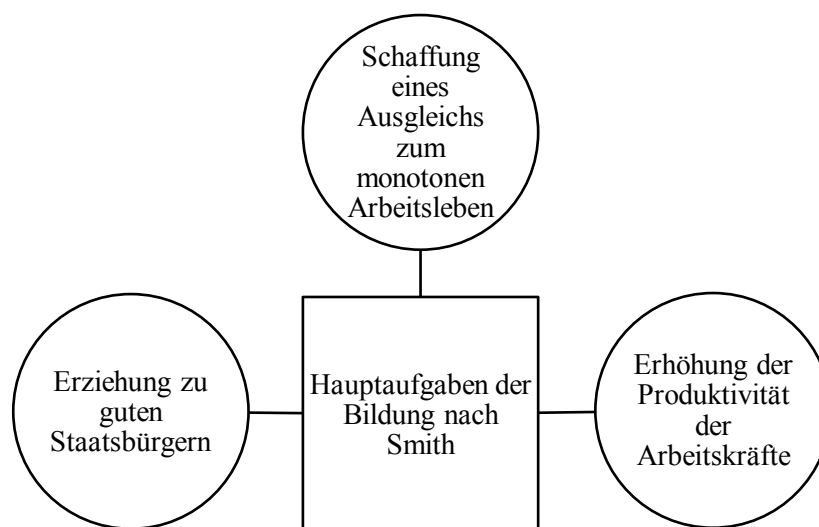 Schaffung
eines
Ausgleichs
zum
monotonen
Arbeitsleben
Erziehung zu
guten
Staatsbürgern
Hauptaufgaben der
Bildung nach
Smith
Erhöhung der
Produktivität
der
Arbeitskräfte